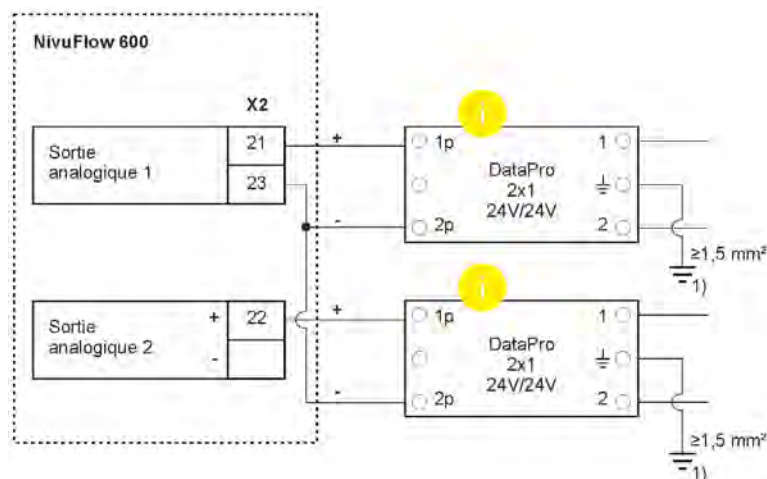 NivuFlow 600
X2
Sortie
analogique 1
21
23
+
-
1p
2p
DataPro
2x1
24V/24V
1
2
≥1,5 mm²
1)
Sortie
analogique 2
+
-
22
+
-
1p
2p
DataPro
2x1
24V/24V
1
2
≥1,5 mm²
1)